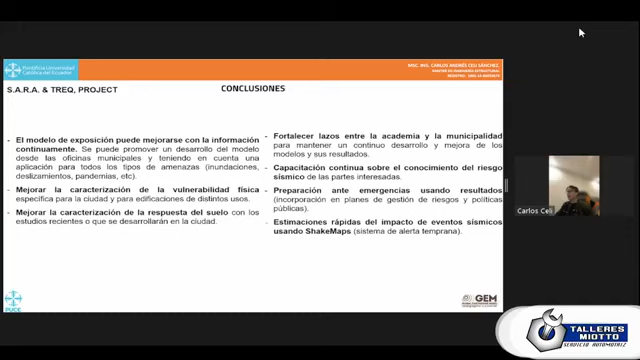 Pontificia Universidad
Católica del Ecuador
MSC. ING. CARLOS ANDRÉS CELI SÁNCHEZ
MASTER EN INGENIERIA ESTRUCTURAL
S.A.R.A. & TREQ, PROJECT
CONCLUSIONES
- El modelo de exposición puede mejorarse con la información
continuamente. Se puede promover un desarrollo del modelo
desde las oficinas municipales y teniendo en cuenta una
aplicación para todos los tipos de amenazas (inundaciones,
deslizamientos, pandemias, etc).
- Mejorar la caracterización de la vulnerabilidad física
específica para la ciudad y para edificaciones de distintos usos.
- Mejorar la caracterización de la respuesta del suelo con los
estudios recientes o que se desarrollarán en la ciudad.
- Fortalecer lazos entre la academia y la municipalidad
para mantener un continuo desarrollo y mejora de los
modelos y sus resultados.
- Capacitación continua sobre el conocimiento del riesgo
sísmico de las partes interesadas.
- Preparación ante emergencias usando resultados
(incorporación en planes de gestión de riesgos y políticas
públicas).
- Estimaciones rápidas del impacto de eventos sísmicos
usando ShakeMaps (sistema de alerta temprana).
Carlos Celi
PUCE
GEM
TALLERES
MIOTTO
SERVICIO AUTOMOTRIZ